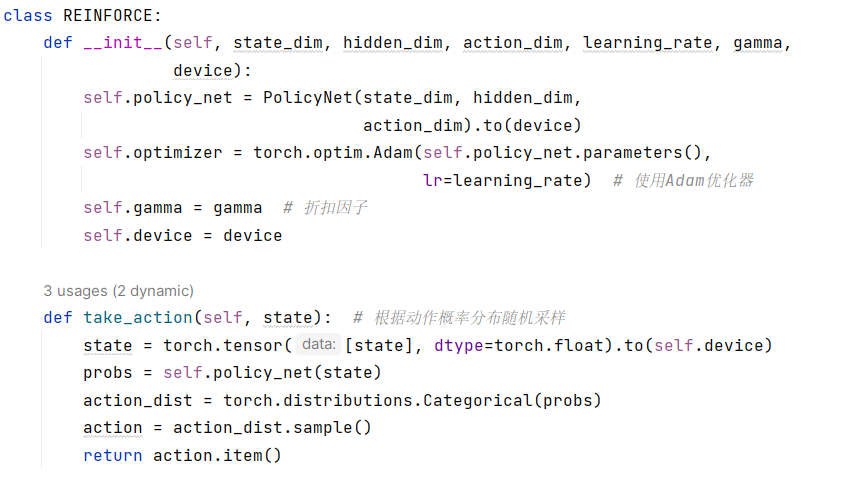 class REINFORCE:
    def __init__(self, state_dim, hidden_dim, action_dim, learning_rate, gamma,
                 device):
        self.policy_net = PolicyNet(state_dim, hidden_dim,
                                    action_dim).to(device)
        self.optimizer = torch.optim.Adam(self.policy_net.parameters(),
                                          lr=learning_rate)  # 使用Adam优化器
        self.gamma = gamma  # 折扣因子
        self.device = device
    3 usages (2 dynamic)
    def take_action(self, state):  # 根据动作概率分布随机采样
        state = torch.tensor( data: [state], dtype=torch.float).to(self.device)
        probs = self.policy_net(state)
        action_dist = torch.distributions.Categorical(probs)
        action = action_dist.sample()
        return action.item()